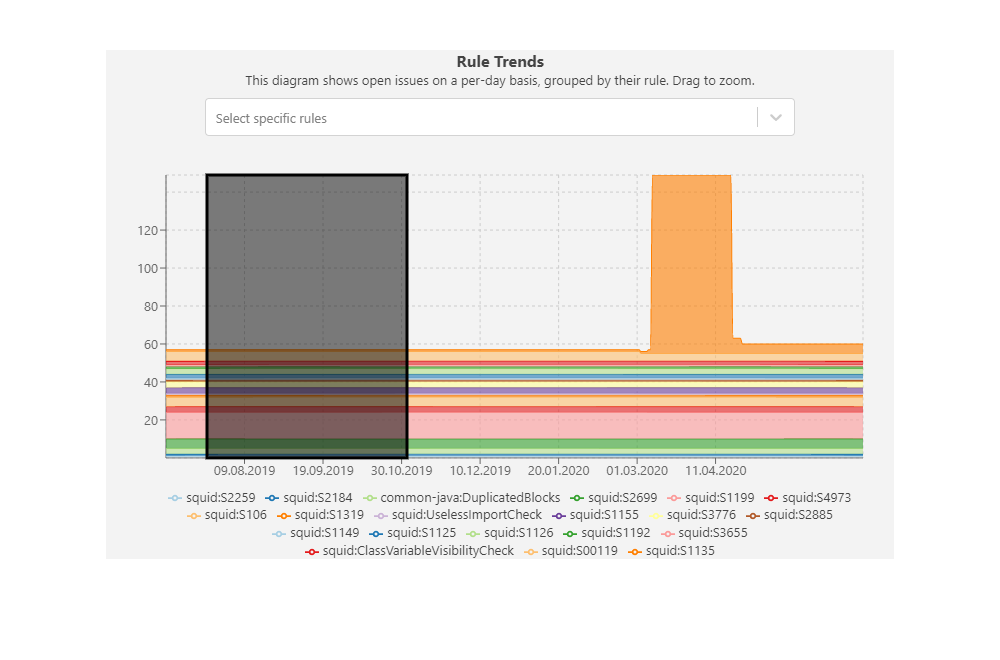 Rule Trends
This diagram shows open issues on a per-day basis, grouped by their rule. Drag to zoom.
Select specific rules
120
100
80
60
40
20
09.08.2019 19.09.2019 30.10.2019 10.12.2019 20.01.2020 01.03.2020 11.04.2020
squid:S2259 squid:S2184 common-java:DuplicatedBlocks squid:S2699 squid:S1199 squid:S4973
squid:S106 squid:S1319 squid:UselessImportCheck squid:S1155 squid:S3776 squid:S2885
squid:S1149 squid:S1125 squid:S1126 squid:S1192 squid:S3655
squid:ClassVariableVisibilityCheck squid:S00119 squid:S1135